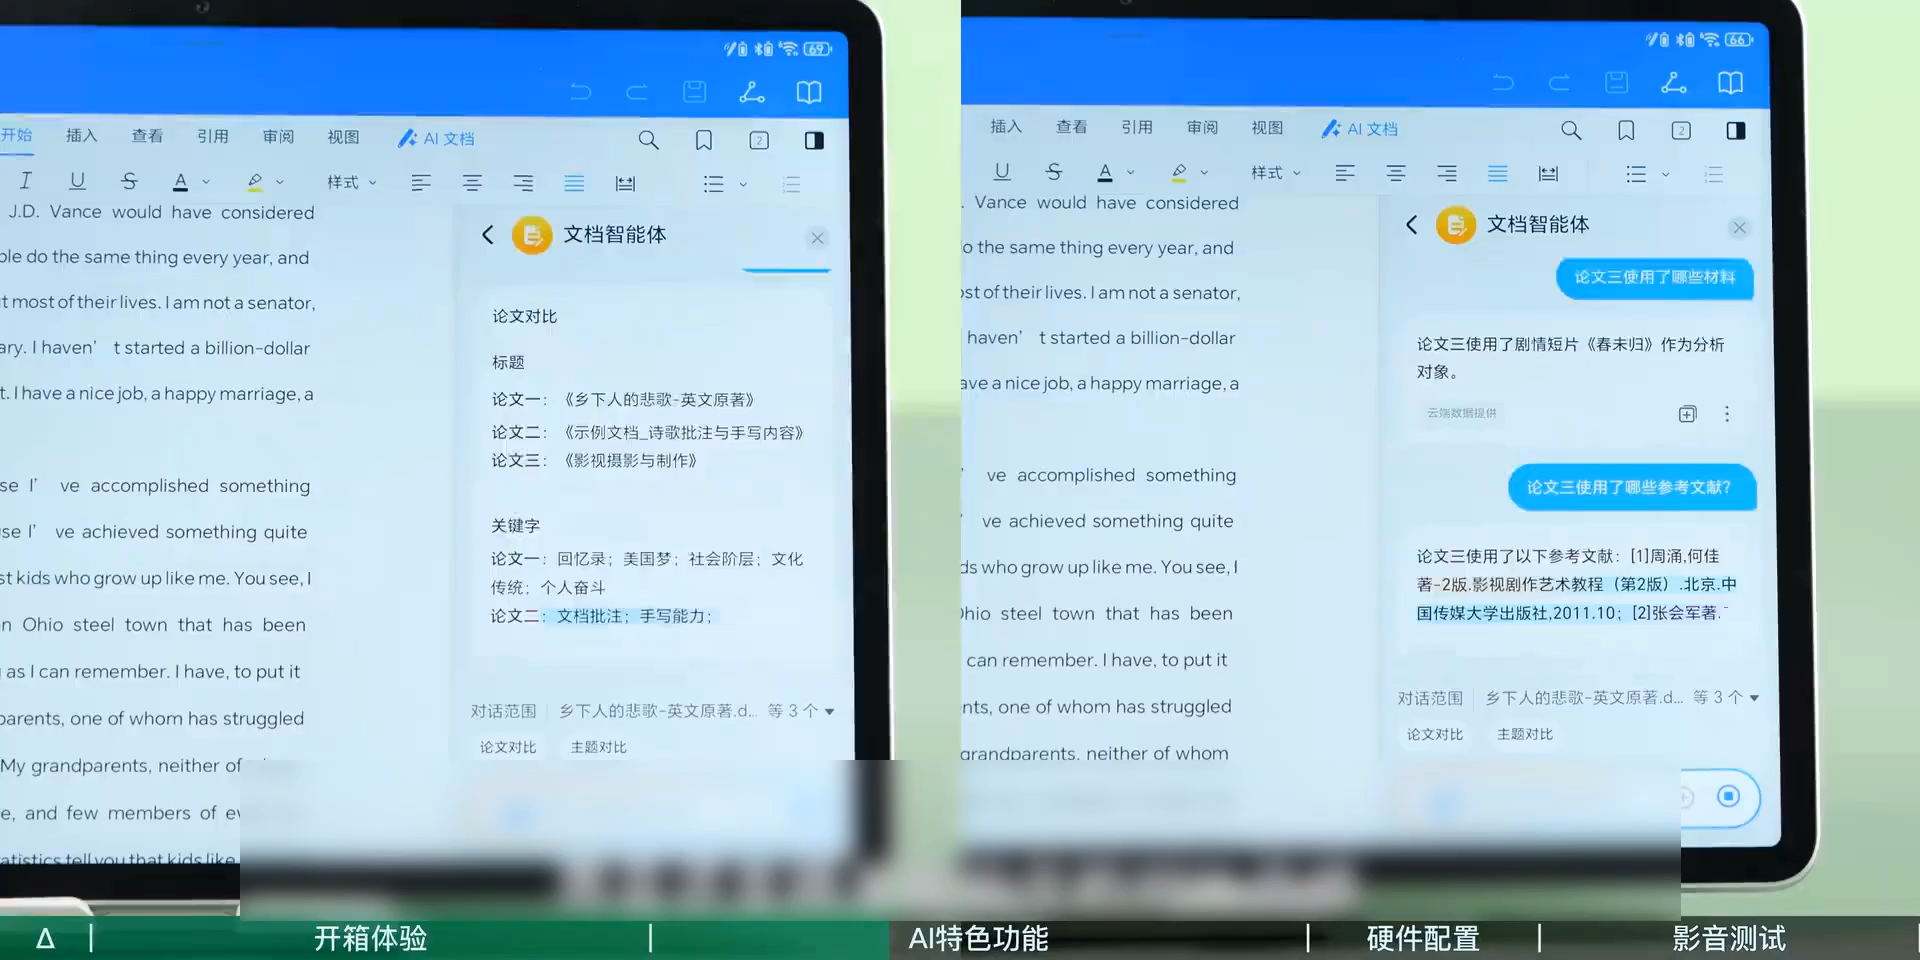 69
开始 插入 查看 引用 审阅 视图 AI 文档
2
I U S A 样式
J.D. Vance would have considered
ple do the same thing every year, and
t most of their lives. I am not a senator,
ary. I haven't started a billion-dollar
t. I have a nice job, a happy marriage, a
se I've accomplished something
use I've achieved something quite
st kids who grow up like me. You see, I
n Ohio steel town that has been
as I can remember. I have, to put it
parents, one of whom has struggled
My grandparents, neither of
e, and few members of ev
atistics tell you that kids like
文档智能体
论文对比
标题
论文一：《乡下人的悲歌-英文原著》
论文二：《示例文档_诗歌批注与手写内容》
论文三：《影视摄影与制作》
关键字
论文一：回忆录；美国梦；社会阶层；文化
传统；个人奋斗
论文二：文档批注；手写能力；
对话范围 乡下人的悲歌-英文原著.d... 等 3 个
论文对比 主题对比
66
插入 查看 引用 审阅 视图 AI 文档
2
U S A 样式
. Vance would have considered
o the same thing every year, and
ost of their lives. I am not a senator,
haven't started a billion-dollar
ave a nice job, a happy marriage, a
've accomplished something
've achieved something quite
ds who grow up like me. You see, I
Ohio steel town that has been
can remember. I have, to put it
nts, one of whom has struggled
grandparents, neither of whom
文档智能体
论文三使用了哪些材料
论文三使用了剧情短片《春未归》作为分析
对象。
云端数据提供
论文三使用了哪些参考文献？
论文三使用了以下参考文献：[1]周涌,何佳
著-2版.影视剧作艺术教程（第2版）.北京.中
国传媒大学出版社,2011.10；[2]张会军著.-
对话范围 乡下人的悲歌-英文原著.d... 等 3 个
论文对比 主题对比
开箱体验 | AI特色功能 | 硬件配置 | 影音测试